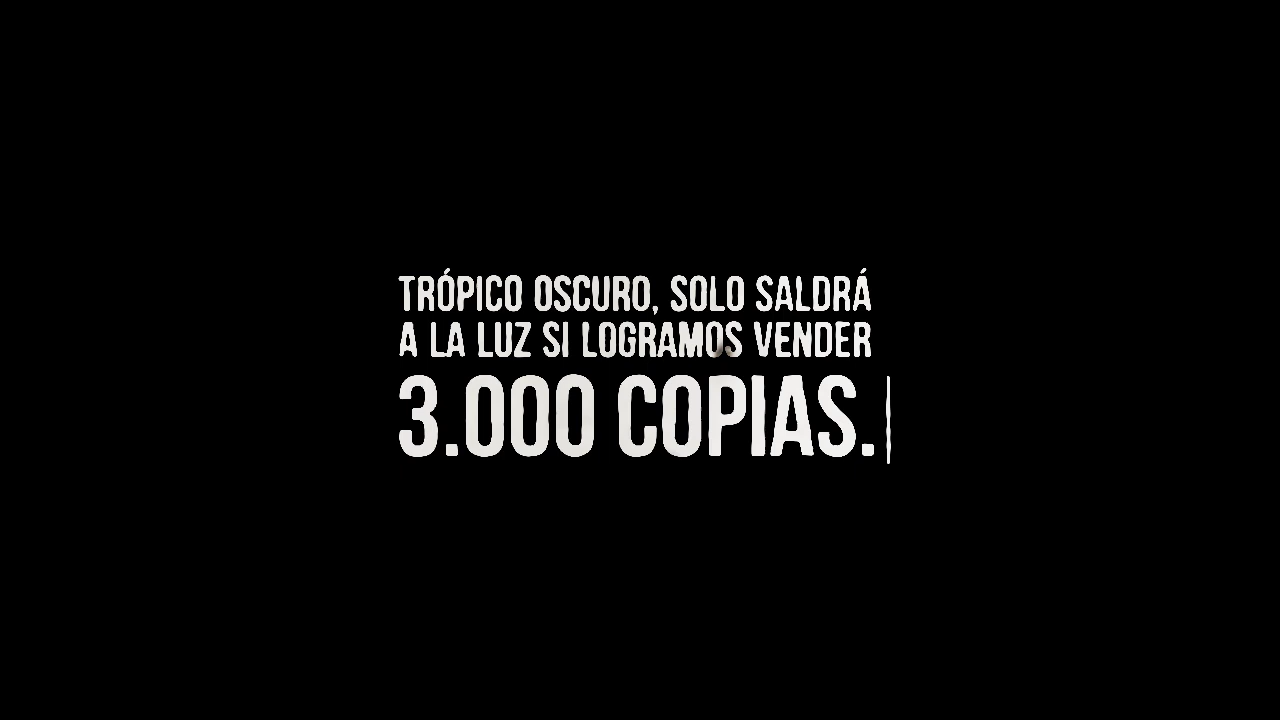 TRÓPICO OSCURO, SOLO SALDRÁ
A LA LUZ SI LOGRAMOS VENDER
3.000 COPIAS.